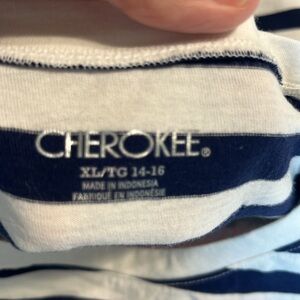 CHEROKEE®
XL/TG 14-16
MADE IN INDONESIA
FABRIQUÉ EN INDONÉSIE